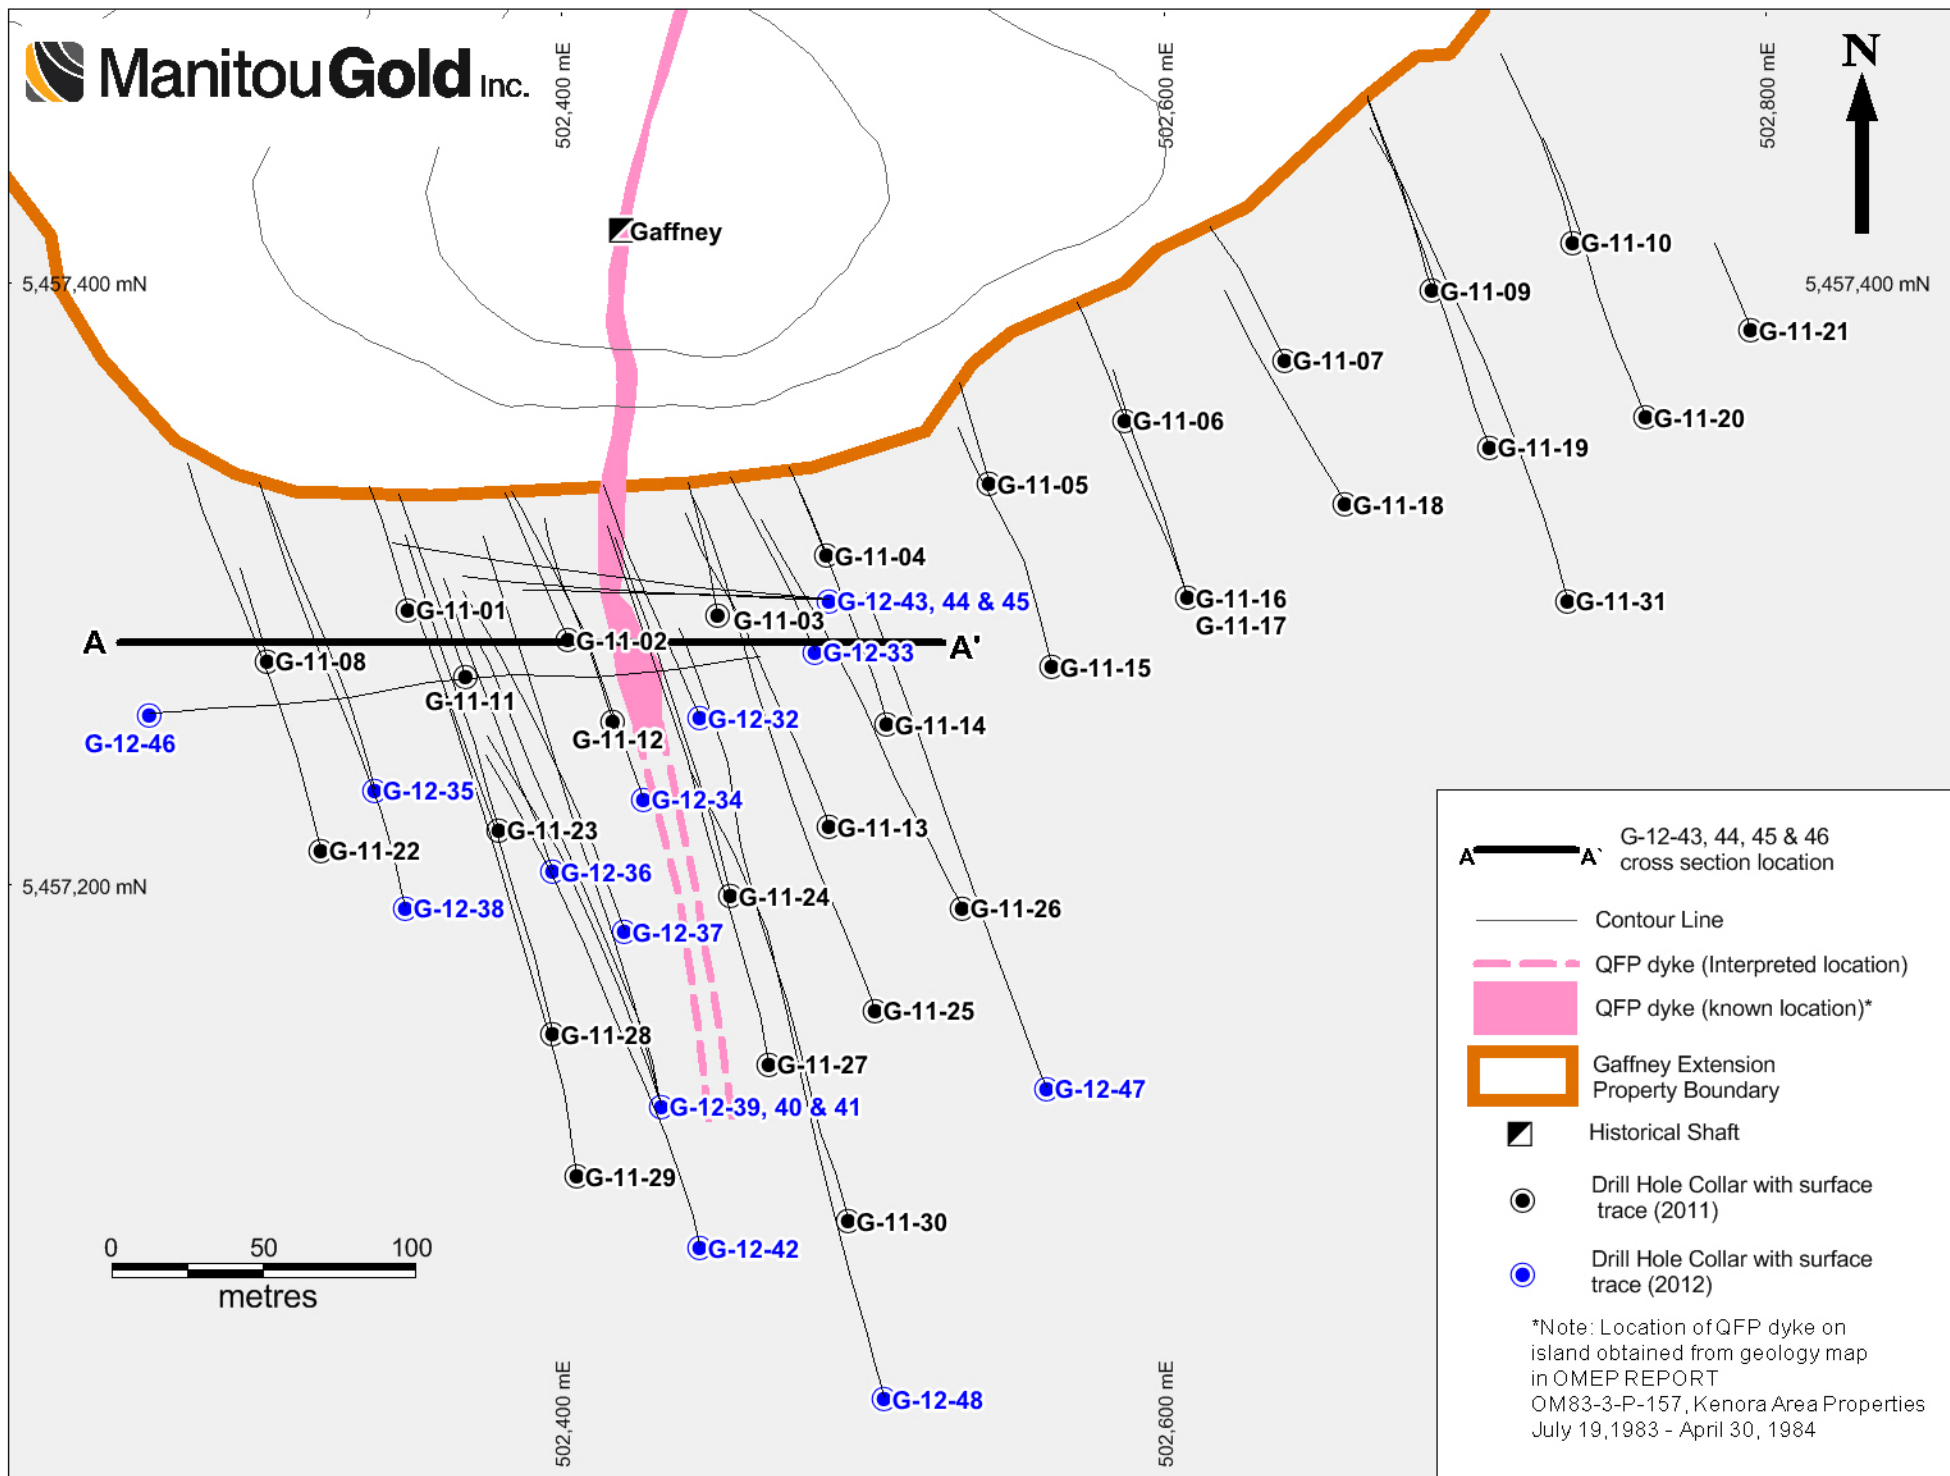 ManitouGold Inc.
502,400 mE
502,600 mE
502,800 mE
N
Gaffney
5,457,400 mN
5,457,400 mN
G-11-10
G-11-09
G-11-21
G-11-07
G-11-06
G-11-20
G-11-19
G-11-05
G-11-18
G-11-04
G-11-01
G-12-43, 44 & 45
G-11-16
G-11-17
G-11-31
G-11-03
A
G-11-02
A'
G-11-08
G-12-33
G-11-15
G-11-11
G-12-46
G-12-32
G-11-14
G-11-12
G-12-35
G-12-34
G-11-23
G-11-13
G-11-22
G-12-36
5,457,200 mN
G-11-24
G-12-38
G-11-26
G-12-37
G-11-25
G-11-28
G-11-27
G-12-47
G-12-39, 40 & 41
G-11-29
G-11-30
G-12-42
0 50 100
metres
502,400 mE
G-12-48
502,600 mE
A A`
G-12-43, 44, 45 & 46
cross section location
Contour Line
QFP dyke (Interpreted location)
QFP dyke (known location)*
Gaffney Extension
Property Boundary
Historical Shaft
Drill Hole Collar with surface
trace (2011)
Drill Hole Collar with surface
trace (2012)
*Note: Location of QFP dyke on
island obtained from geology map
in OMEP REPORT
OM83-3-P-157, Kenora Area Properties
July 19,1983 - April 30, 1984